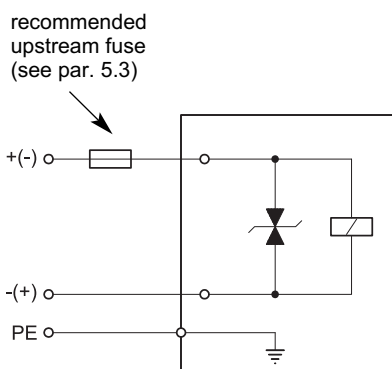 recommended
upstream fuse
(see par. 5.3)
+(-)
-(+)
PE